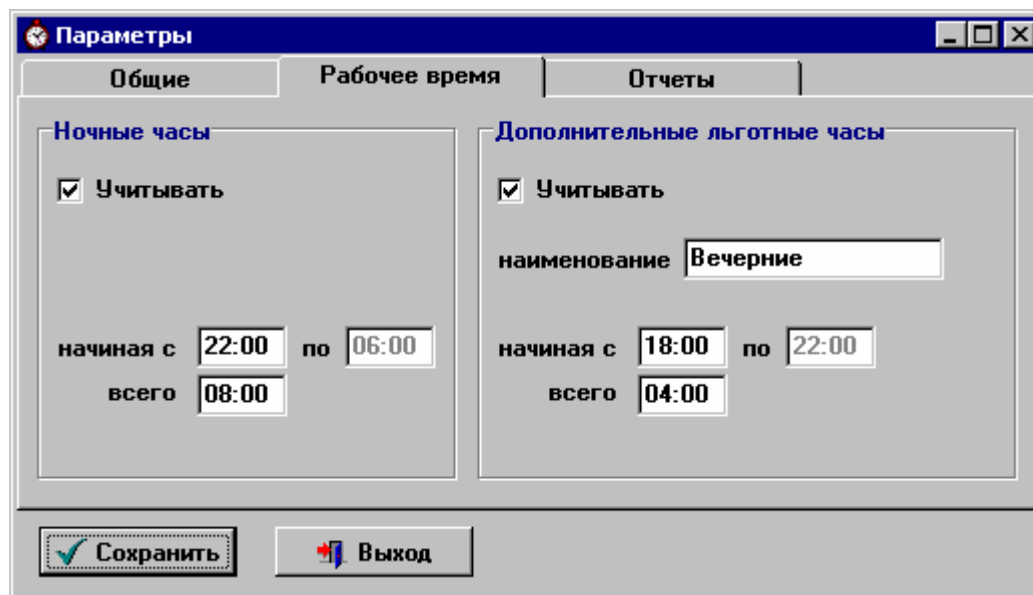 Параметры
Общие Рабочее время Отчеты
Ночные часы
Учитывать
начиная с 22:00 по 06:00
всего 08:00
Дополнительные льготные часы
Учитывать
наименование Вечерние
начиная с 18:00 по 22:00
всего 04:00
Сохранить Выход